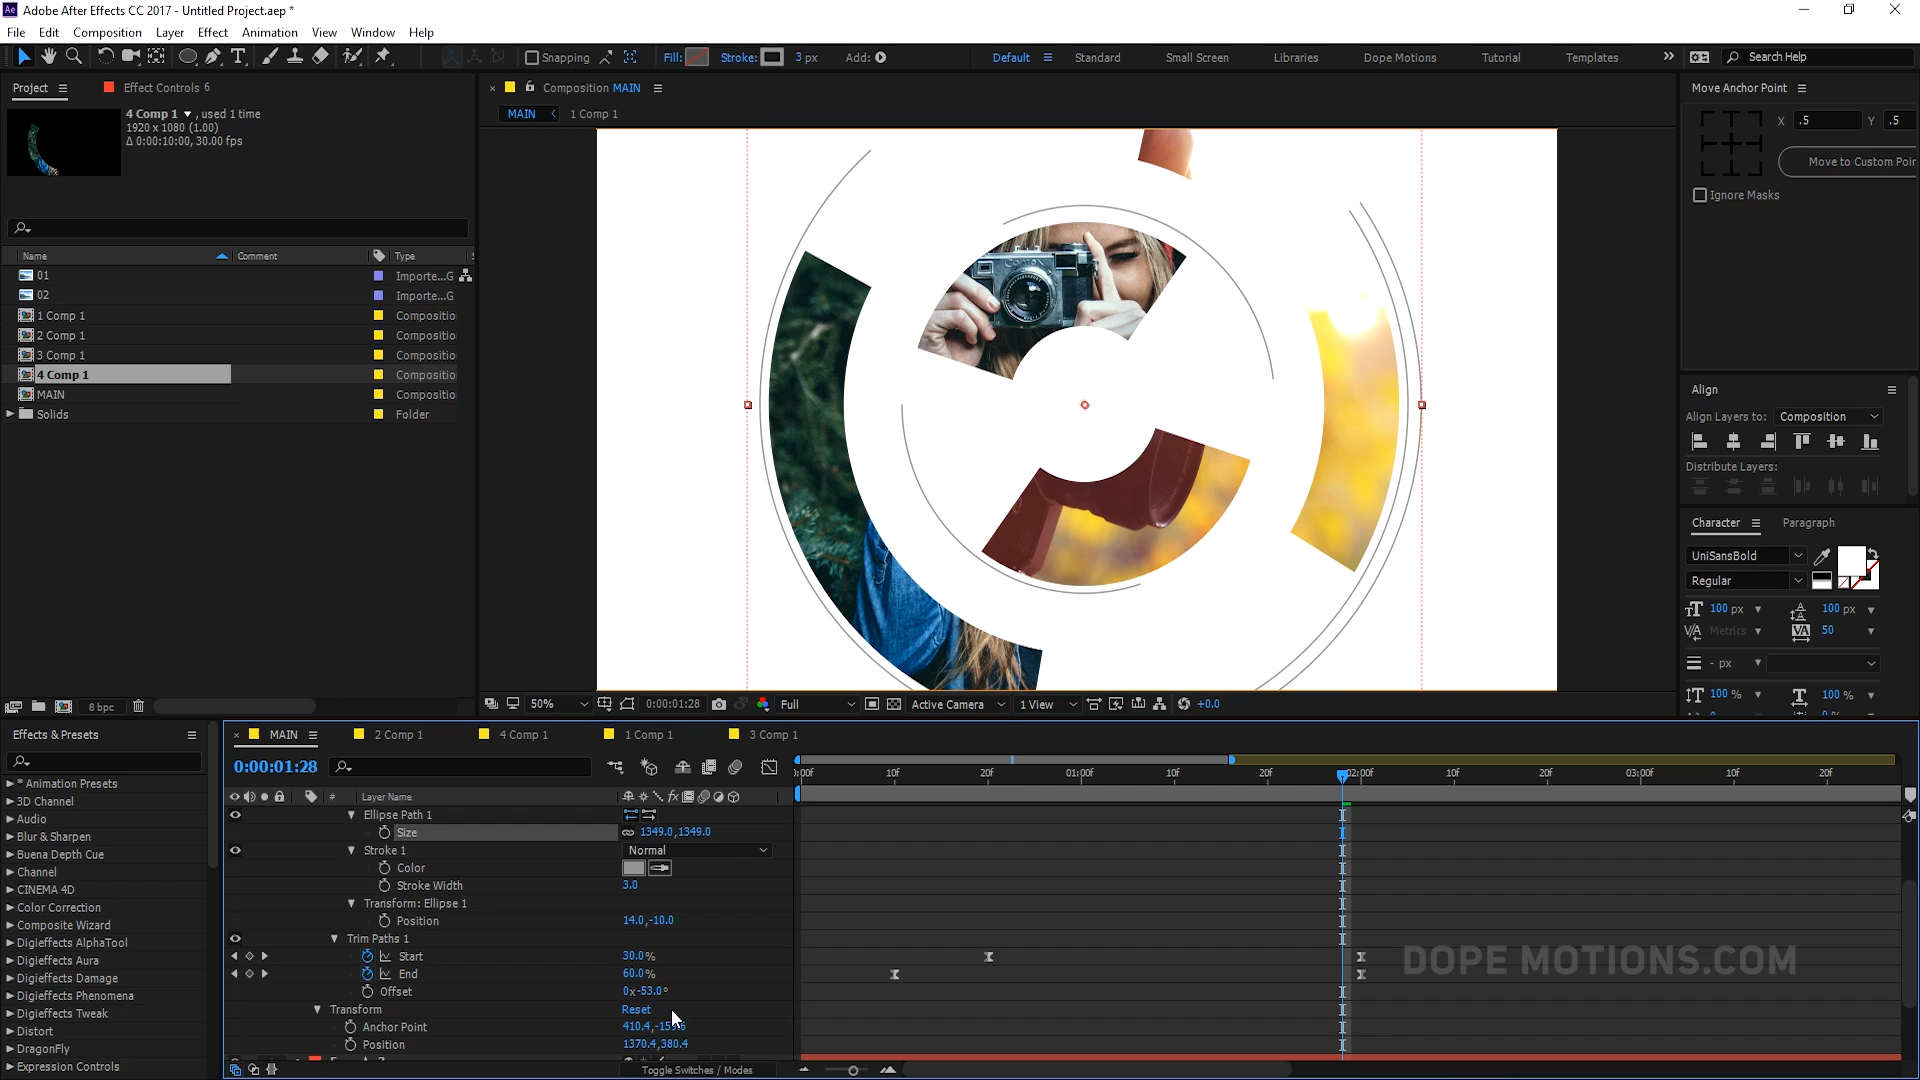 Ae Adobe After Effects CC 2017 - Untitled Project.aep *
File Edit Composition Layer Effect Animation View Window Help
Snapping Fill: Stroke: 3 px Add: Default Standard Small Screen Libraries Dope Motions Tutorial Templates Search Help
Project Effect Controls 6
4 Comp 1 , used 1 time
1920 x 1080 (1.00)
Δ 0:00:10:00, 30.00 fps
Name Comment Type
01 Importe...G
02 Importe...G
1 Comp 1 Compositio
2 Comp 1 Compositio
3 Comp 1 Compositio
4 Comp 1 Compositio
MAIN Compositio
Solids Folder
8 bpc
Composition MAIN
MAIN 1 Comp 1
Contax
50% 0:00:01:28 Full Active Camera 1 View +0.0
Move Anchor Point
X .5 Y .5
Move to Custom Poin
Ignore Masks
Align
Align Layers to: Composition
Distribute Layers:
Character Paragraph
UniSansBold
Regular
100 px 100 px
Metrics 50
- px
100 % 100 %
Effects & Presets
* Animation Presets
3D Channel
Audio
Blur & Sharpen
Buena Depth Cue
Channel
CINEMA 4D
Color Correction
Composite Wizard
Digieffects AlphaTool
Digieffects Aura
Digieffects Damage
Digieffects Phenomena
Digieffects Tweak
Distort
DragonFly
Expression Controls
MAIN 2 Comp 1 4 Comp 1 1 Comp 1 3 Comp 1
0:00:01:28
:00f 10f 20f 01:00f 10f 20f 02:00f 10f 20f 03:00f 10f 20f
# Layer Name
Ellipse Path 1
Size 1349.0,1349.0
Stroke 1 Normal
Color
Stroke Width 3.0
Transform: Ellipse 1
Position 14.0,-10.0
Trim Paths 1
Start 30.0%
End 60.0%
Offset 0x-53.0°
Transform Reset
Anchor Point
Position 1370.4,380.4
Toggle Switches / Modes
DOPE MOTIONS.COM